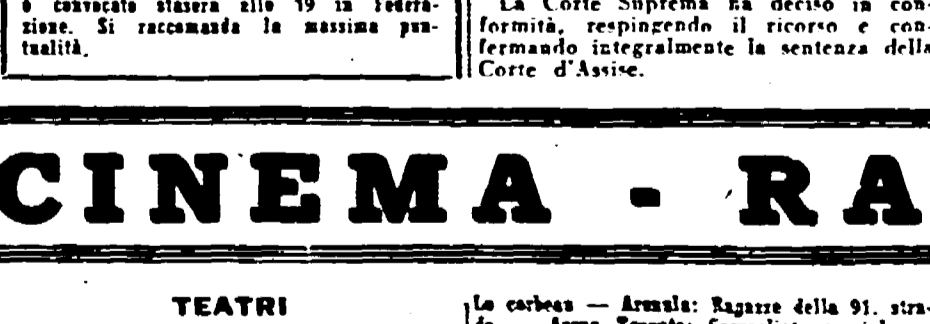 è convocato stasera alle 19 in Federa-
zione. Si raccomanda la massima pun-
tualità.
La Corte Suprema ha deciso in con-
formità, respingendo il ricorso e con-
fermando integralmente la sentenza della
Corte d'Assise.
CINEMA - RA
TEATRI
Le corbeau — Arenula: Ragazze della 91. stra-
da —